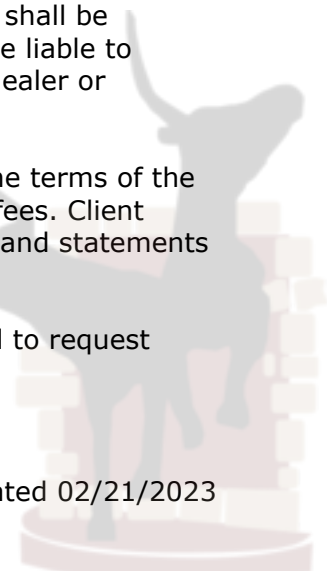 shall be
e liable to
ealer or
ne terms of the
fees. Client
and statements
l to request
ated 02/21/2023